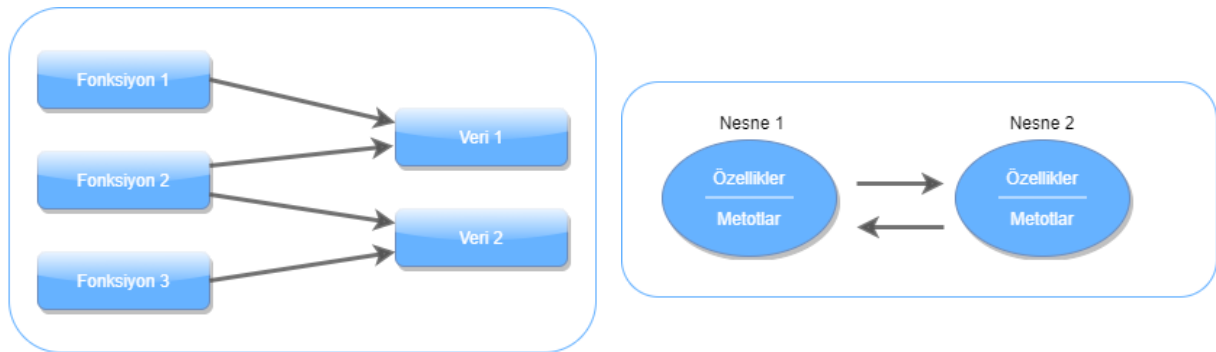 Fonksiyon 1
Fonksiyon 2
Fonksiyon 3
Veri 1
Veri 2
Nesne 1
Özellikler
Metotlar
Nesne 2
Özellikler
Metotlar